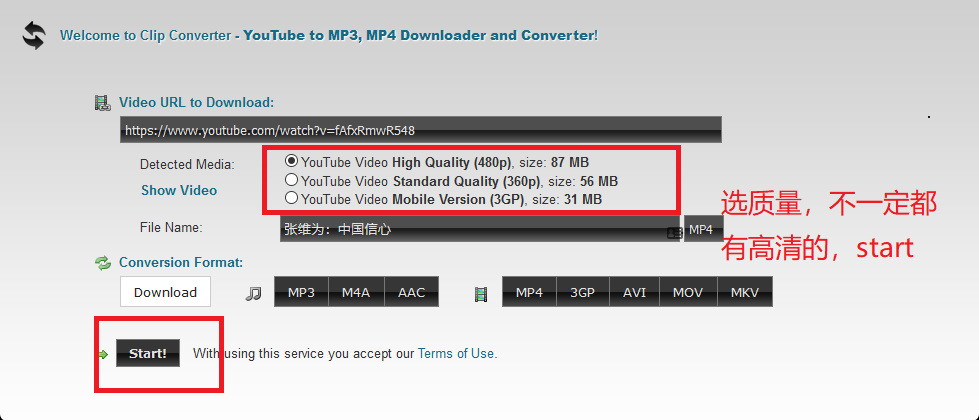 Welcome to Clip Converter - YouTube to MP3, MP4 Downloader and Converter!
Video URL to Download:
https://www.youtube.com/watch?v=fAfxRmwR548
Detected Media:
YouTube Video High Quality (480p), size: 87 MB
YouTube Video Standard Quality (360p), size: 56 MB
Show Video
YouTube Video Mobile Version (3GP), size: 31 MB
选质量，不一定都
有高清的，start
File Name: 张维为：中国信心 MP4
Conversion Format:
Download MP3 M4A AAC MP4 3GP AVI MOV MKV
Start! With using this service you accept our Terms of Use.